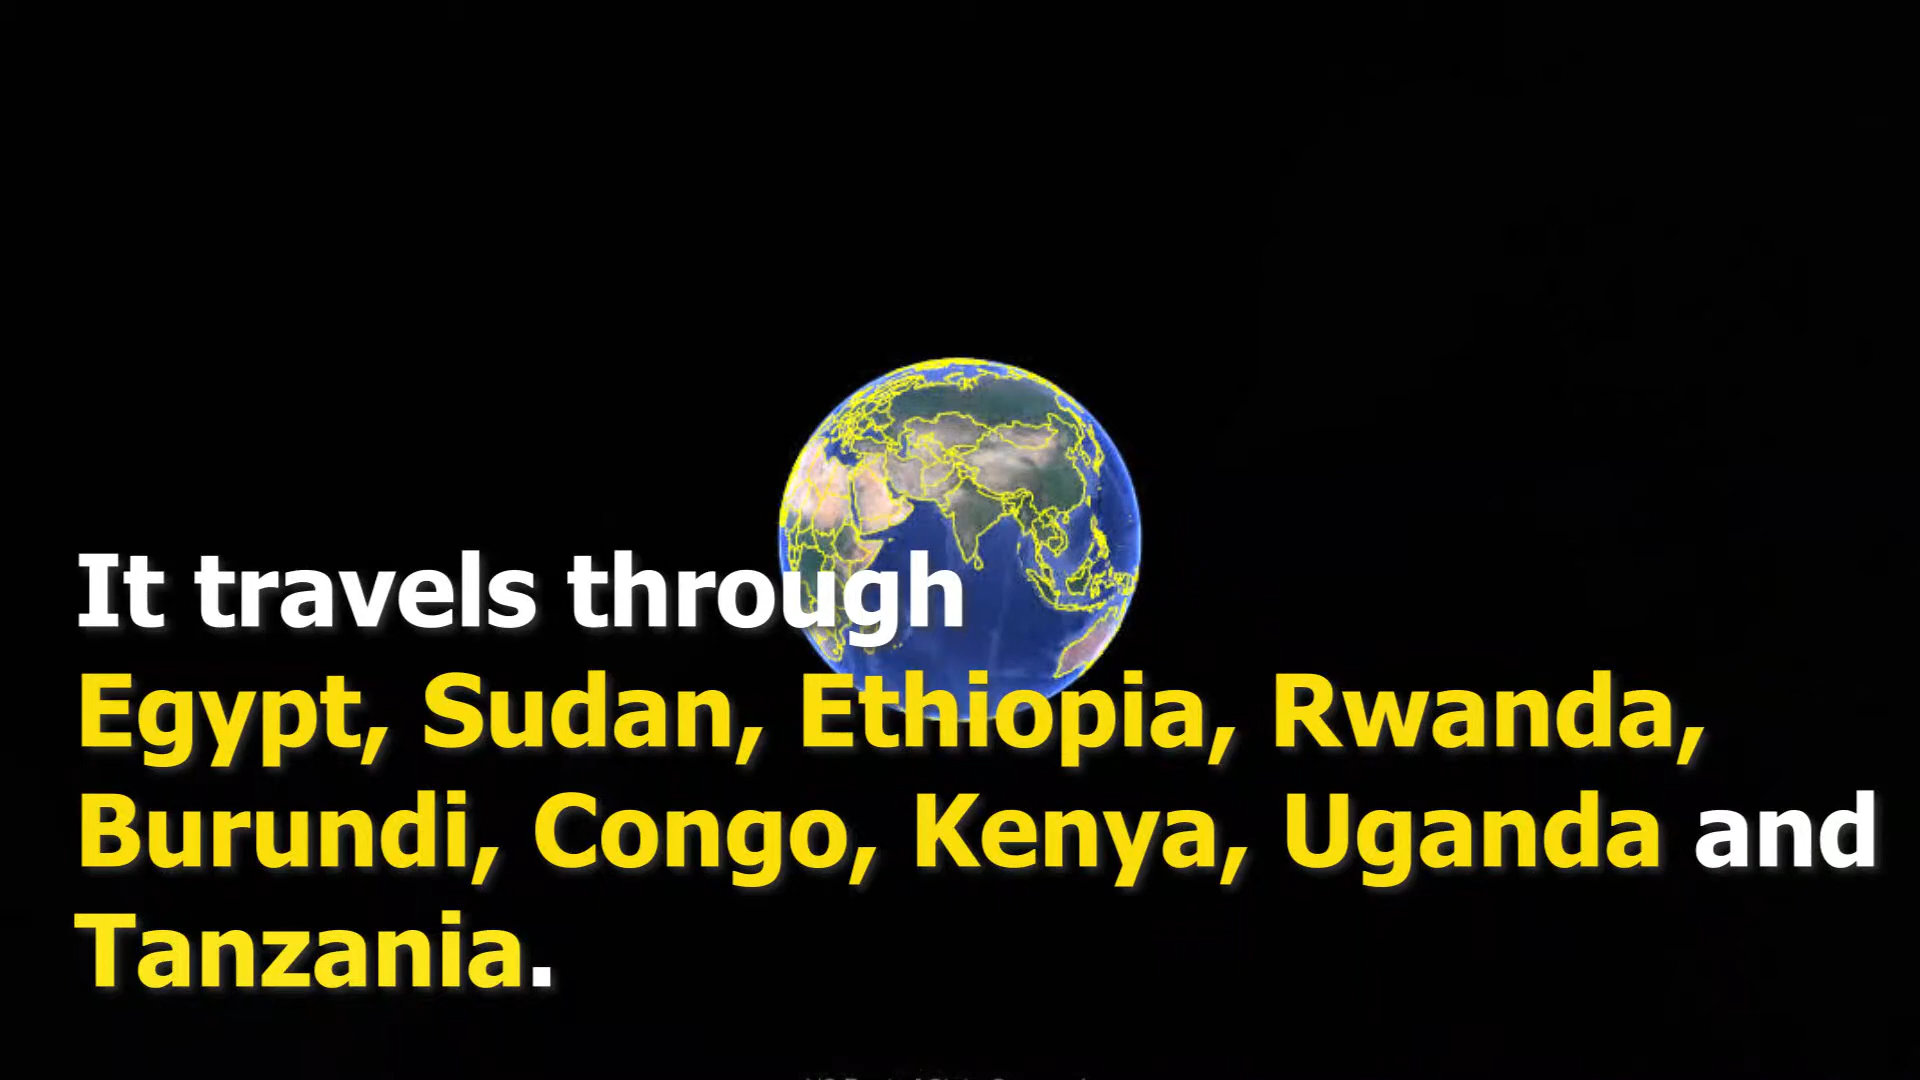 It travels through
Egypt, Sudan, Ethiopia, Rwanda,
Burundi, Congo, Kenya, Uganda and
Tanzania.